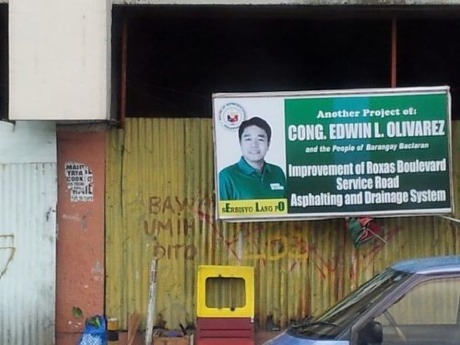 Another Project of:
CONG. EDWIN L. OLIVAREZ
and the People of Barangay Baclaran
Improvement of Roxas Boulevard
Service Road
Asphalting and Drainage System
SERBISYO LANG PO
BAWAL
UMIHI
DITO